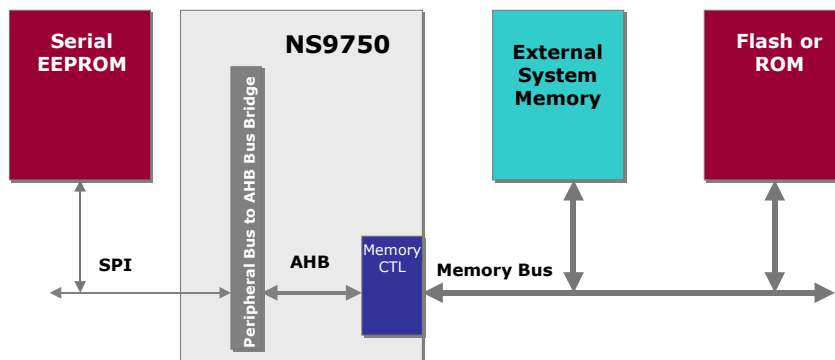 Serial
EEPROM
NS9750
Peripheral Bus to AHB Bus Bridge
External
System
Memory
Flash or
ROM
SPI
AHB
Memory
CTL
Memory Bus